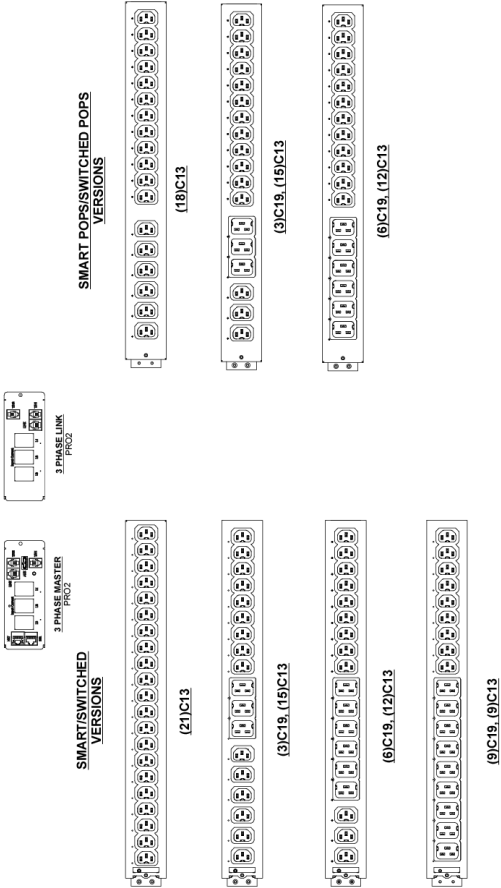 3 PHASE MASTER
PRO2
3 PHASE LINK
PRO2
SMART/SWITCHED
VERSIONS
(21)C13
(3)C19, (15)C13
(6)C19, (12)C13
(9)C19, (9)C13
SMART POPS/SWITCHED POPS
VERSIONS
(18)C13
(3)C19, (15)C13
(6)C19, (12)C13